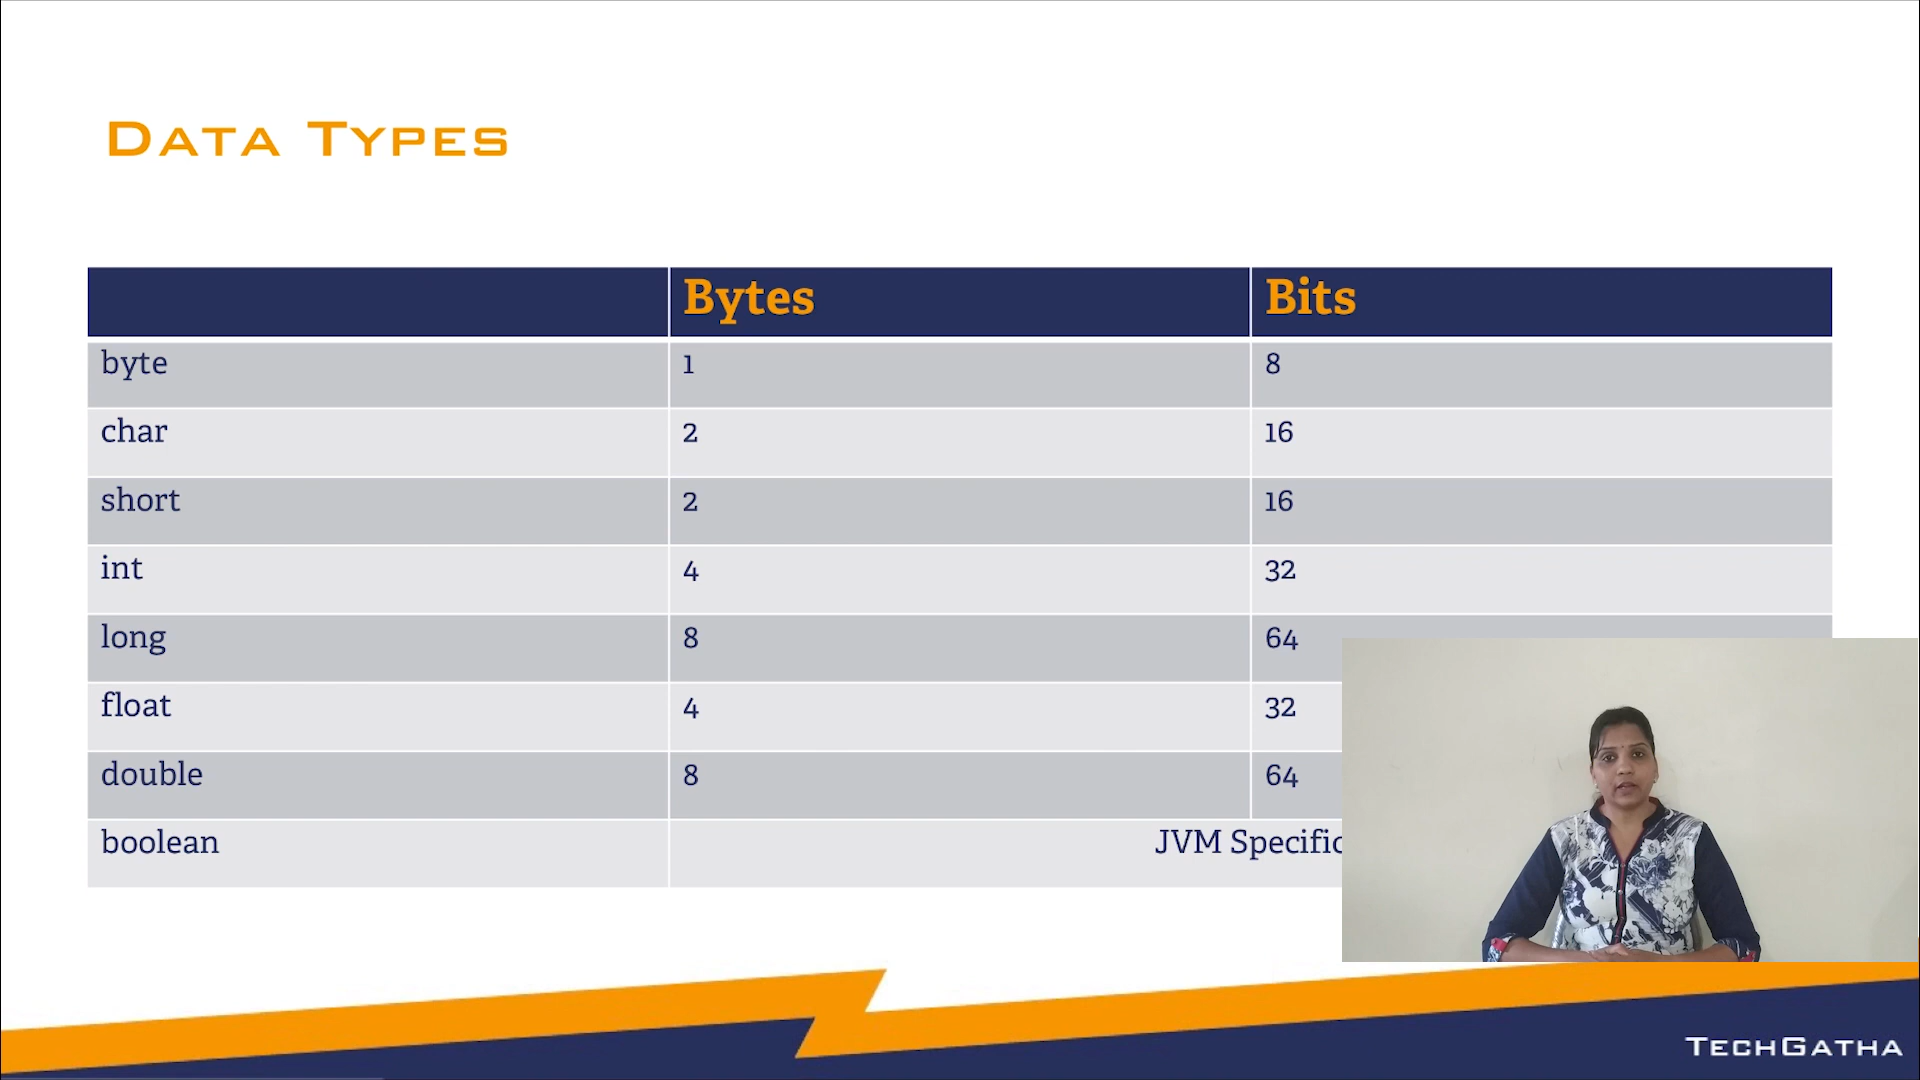 Data Types
Bytes Bits
byte 1 8
char 2 16
short 2 16
int 4 32
long 8 64
float 4 32
double 8 64
boolean JVM Specific
TechGatha